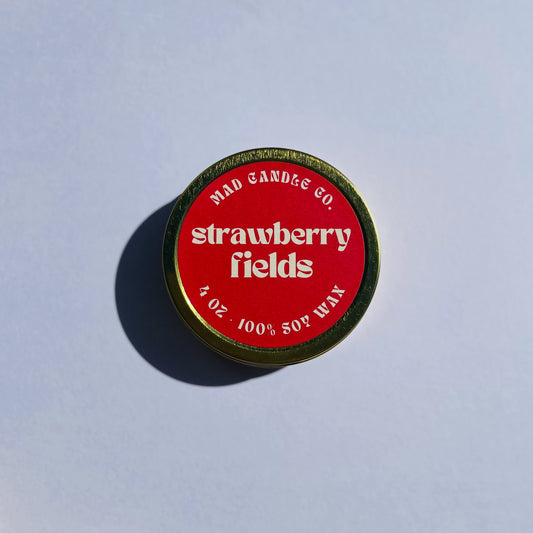 MAD CANDLE CO.
strawberry
fields
4 OZ · 100% SOY WAX